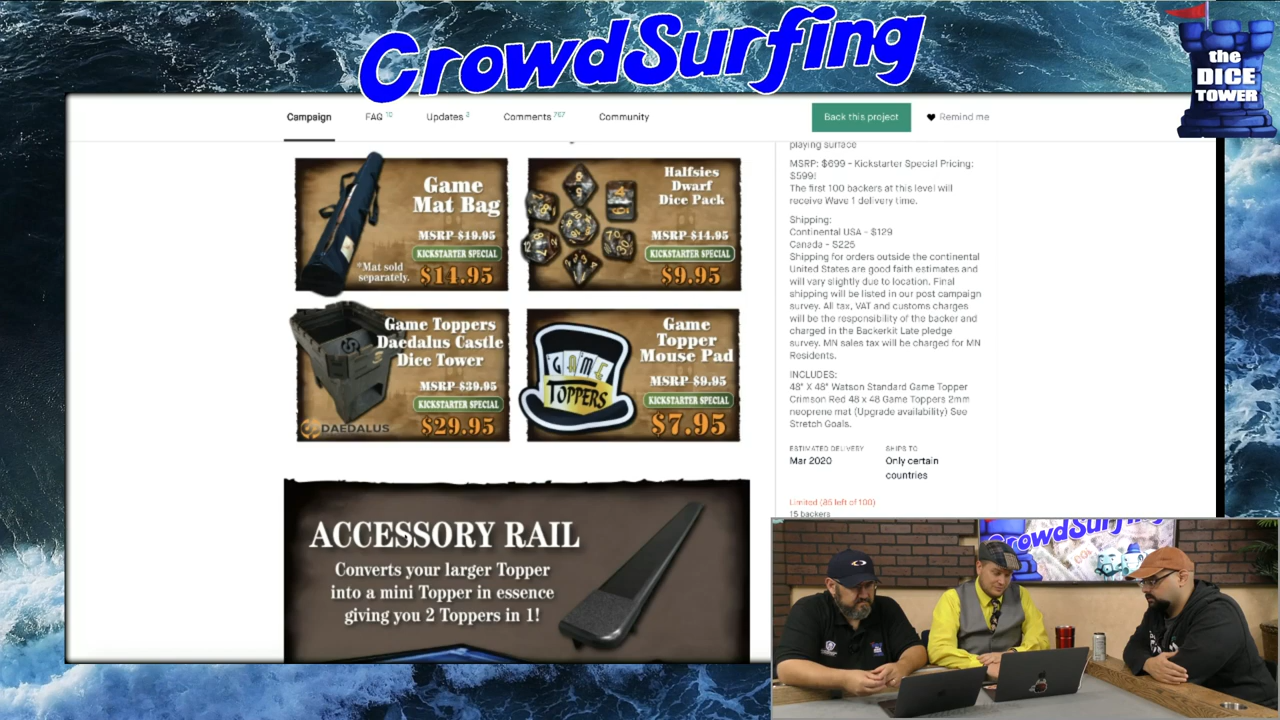 CrowdSurfing
the
DICE
TOWER
Campaign
FAQ 10
Updates 2
Comments 767
Community
Back this project
Remind me
Game
Mat Bag
MSRP $19.95
KICKSTARTER SPECIAL
*Mat sold
separately.
$14.95
Halfsies
Dwarf
Dice Pack
MSRP $14.95
KICKSTARTER SPECIAL
$9.95
Game Toppers
Daedalus Castle
Dice Tower
MSRP $39.95
KICKSTARTER SPECIAL
$29.95
DAEDALUS
Game
Topper
Mouse Pad
MSRP $9.95
KICKSTARTER SPECIAL
$7.95
GAME
TOPPERS
ACCESSORY RAIL
Converts your larger Topper
into a mini Topper in essence
giving you 2 Toppers in 1!
playing surface
MSRP: $699 - Kickstarter Special Pricing:
$599!
The first 100 backers at this level will
receive Wave 1 delivery time.
Shipping:
Continental USA - $129
Canada - $225
Shipping for orders outside the continental
United States are good faith estimates and
will vary slightly due to location. Final
shipping will be listed in our post campaign
survey. All tax, VAT and customs charges
will be the responsibility of the backer and
charged in the Backerkit Late pledge
survey. MN sales tax will be charged for MN
Residents.
INCLUDES:
48" X 48" Watson Standard Game Topper
Crimson Red 48 x 48 Game Toppers 2mm
neoprene mat (Upgrade availability) See
Stretch Goals.
ESTIMATED DELIVERY
Mar 2020
SHIPS TO
Only certain
countries
Limited (85 left of 100)
15 backers
CrowdSurfing